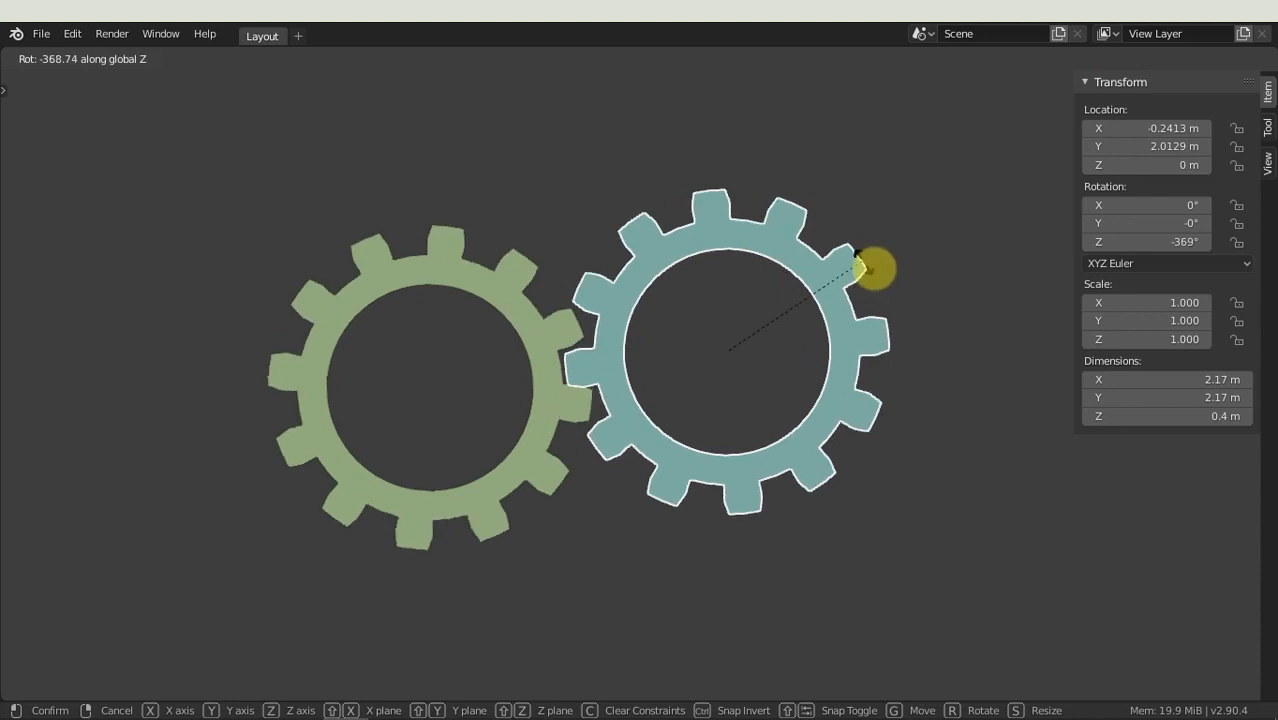 File Edit Render Window Help Layout Scene View Layer
Rot: -368.74 along global Z
Transform
Item
Tool
View
Location:
X -0.2413 m
Y 2.0129 m
Z 0 m
Rotation:
X 0°
Y -0°
Z -369°
XYZ Euler
Scale:
X 1.000
Y 1.000
Z 1.000
Dimensions:
X 2.17 m
Y 2.17 m
Z 0.4 m
Confirm Cancel X X axis Y Y axis Z Z axis X X plane Y Y plane Z Z plane C Clear Constraints Ctrl Snap Invert Snap Toggle G Move R Rotate S Resize Mem: 19.9 MiB | v2.90.4